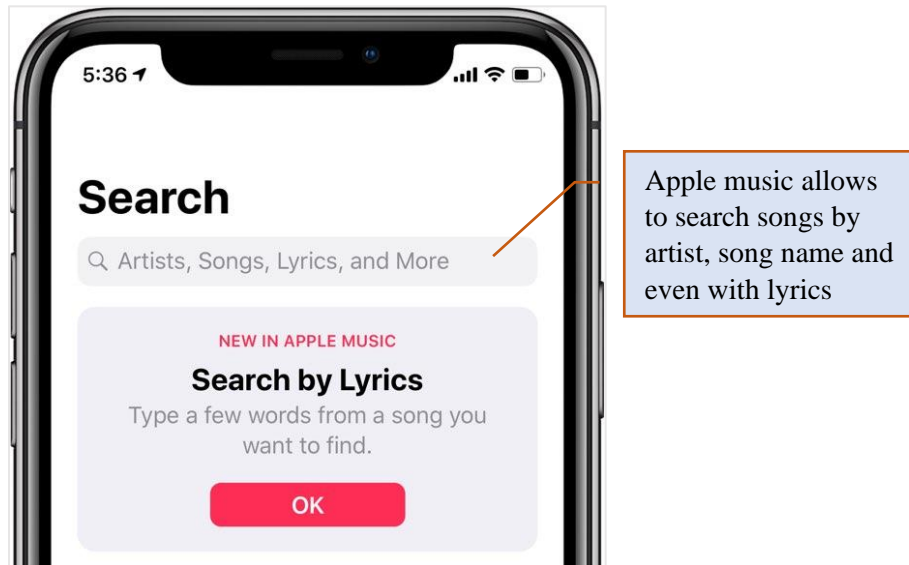 5:36
Search
Artists, Songs, Lyrics, and More
NEW IN APPLE MUSIC
Search by Lyrics
Type a few words from a song you
want to find.
OK
Apple music allows
to search songs by
artist, song name and
even with lyrics